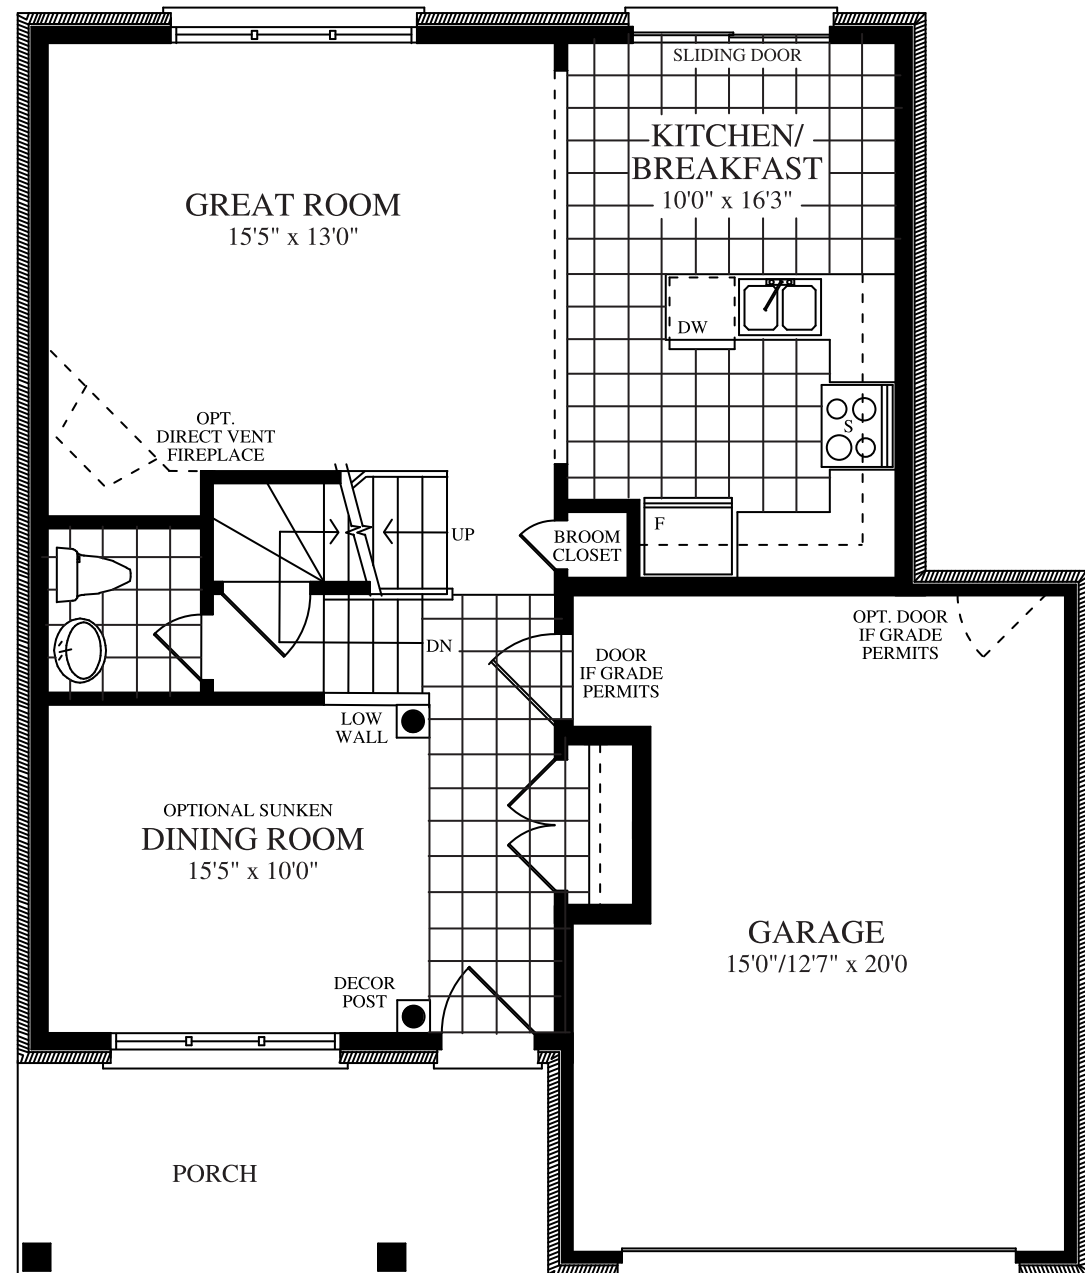 SLIDING DOOR
KITCHEN/
BREAKFAST
10'0" x 16'3"
GREAT ROOM
15'5" x 13'0"
DW
OPT.
DIRECT VENT
FIREPLACE
S
F
UP
BROOM
CLOSET
DN
OPT. DOOR
IF GRADE
PERMITS
DOOR
IF GRADE
PERMITS
LOW
WALL
OPTIONAL SUNKEN
DINING ROOM
15'5" x 10'0"
GARAGE
15'0"/12'7" x 20'0
DECOR
POST
PORCH